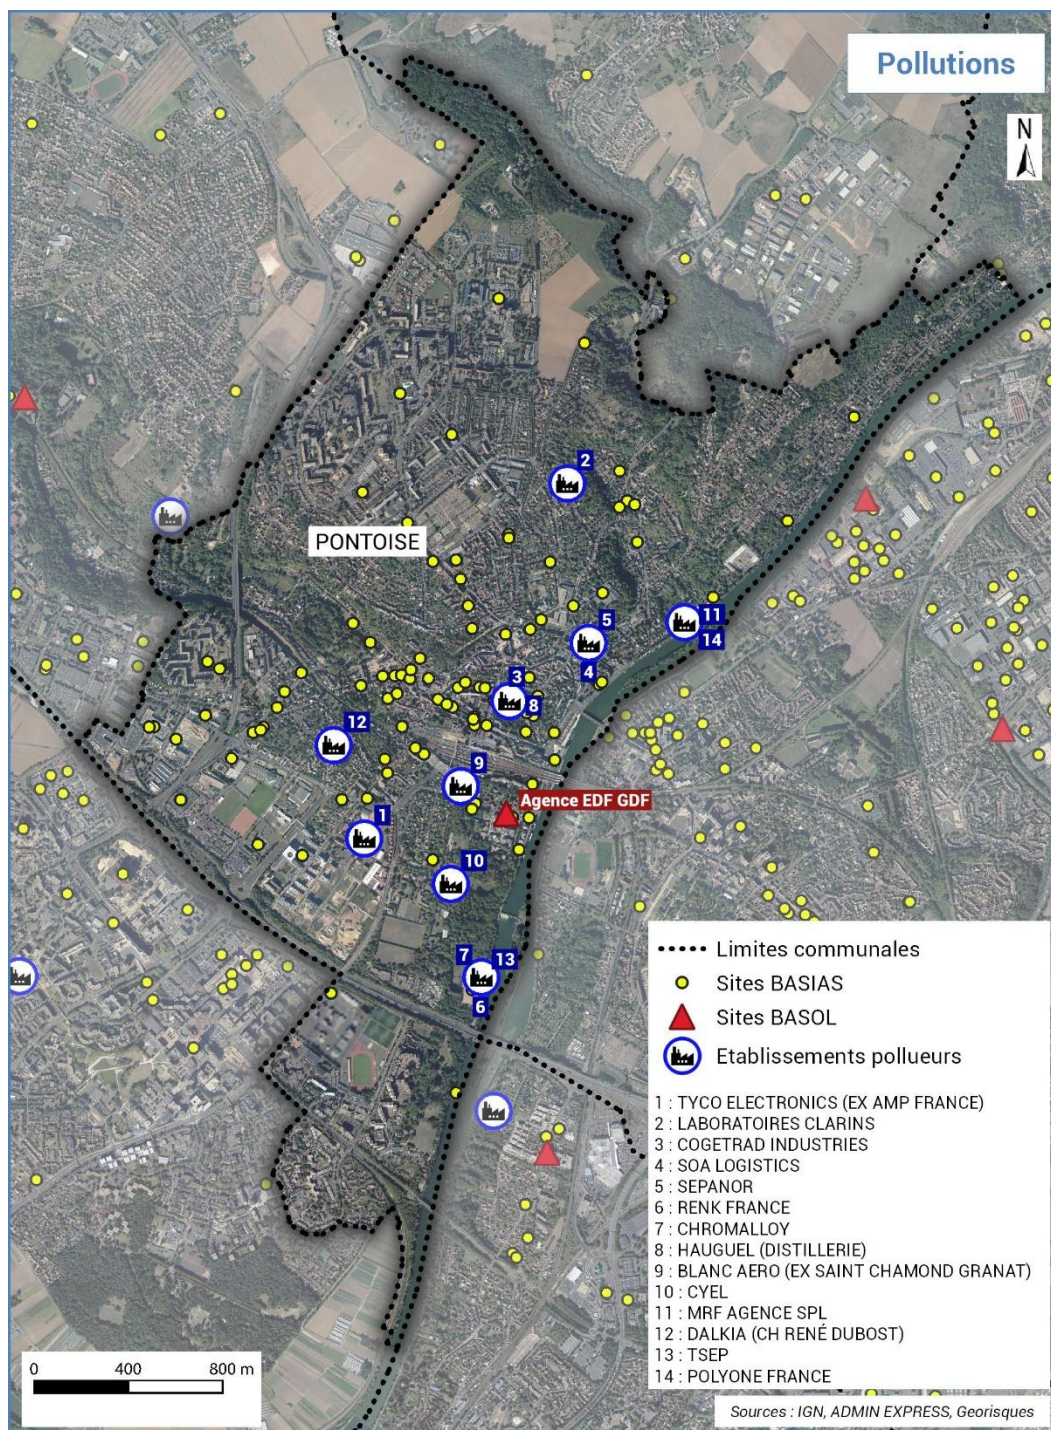 Pollutions
N
2
PONTOISE
5
11
14
4
3
8
12
9
Agence EDF GDF
1
10
7
13
6
Limites communales
Sites BASIAS
Sites BASOL
Etablissements pollueurs
1 : TYCO ELECTRONICS (EX AMP FRANCE)
2 : LABORATOIRES CLARINS
3 : COGETRAD INDUSTRIES
4 : SOA LOGISTICS
5 : SEPANOR
6 : RENK FRANCE
7 : CHROMALLOY
8 : HAUGUEL (DISTILLERIE)
9 : BLANC AERO (EX SAINT CHAMOND GRANAT)
10 : CYEL
11 : MRF AGENCE SPL
12 : DALKIA (CH RENÉ DUBOST)
13 : TSEP
14 : POLYONE FRANCE
0 400 800 m
Sources : IGN, ADMIN EXPRESS, Georisques